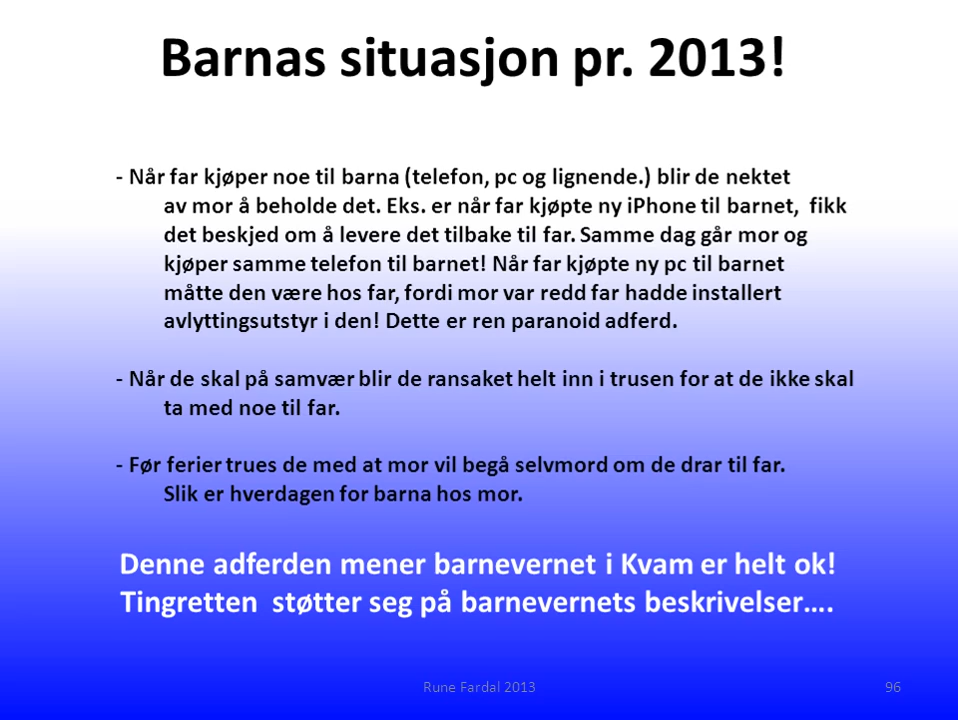 Barnas situasjon pr. 2013!
- Når far kjøper noe til barna (telefon, pc og lignende.) blir de nektet
av mor å beholde det. Eks. er når far kjøpte ny iPhone til barnet, fikk
det beskjed om å levere det tilbake til far. Samme dag går mor og
kjøper samme telefon til barnet! Når far kjøpte ny pc til barnet
måtte den være hos far, fordi mor var redd far hadde installert
avlyttingsutstyr i den! Dette er ren paranoid adferd.
- Når de skal på samvær blir de ransaket helt inn i trusen for at de ikke skal
ta med noe til far.
- Før ferier trues de med at mor vil begå selvmord om de drar til far.
Slik er hverdagen for barna hos mor.
Denne adferden mener barnevernet i Kvam er helt ok!
Tingretten støtter seg på barnevernets beskrivelser….
Rune Fardal 2013
96